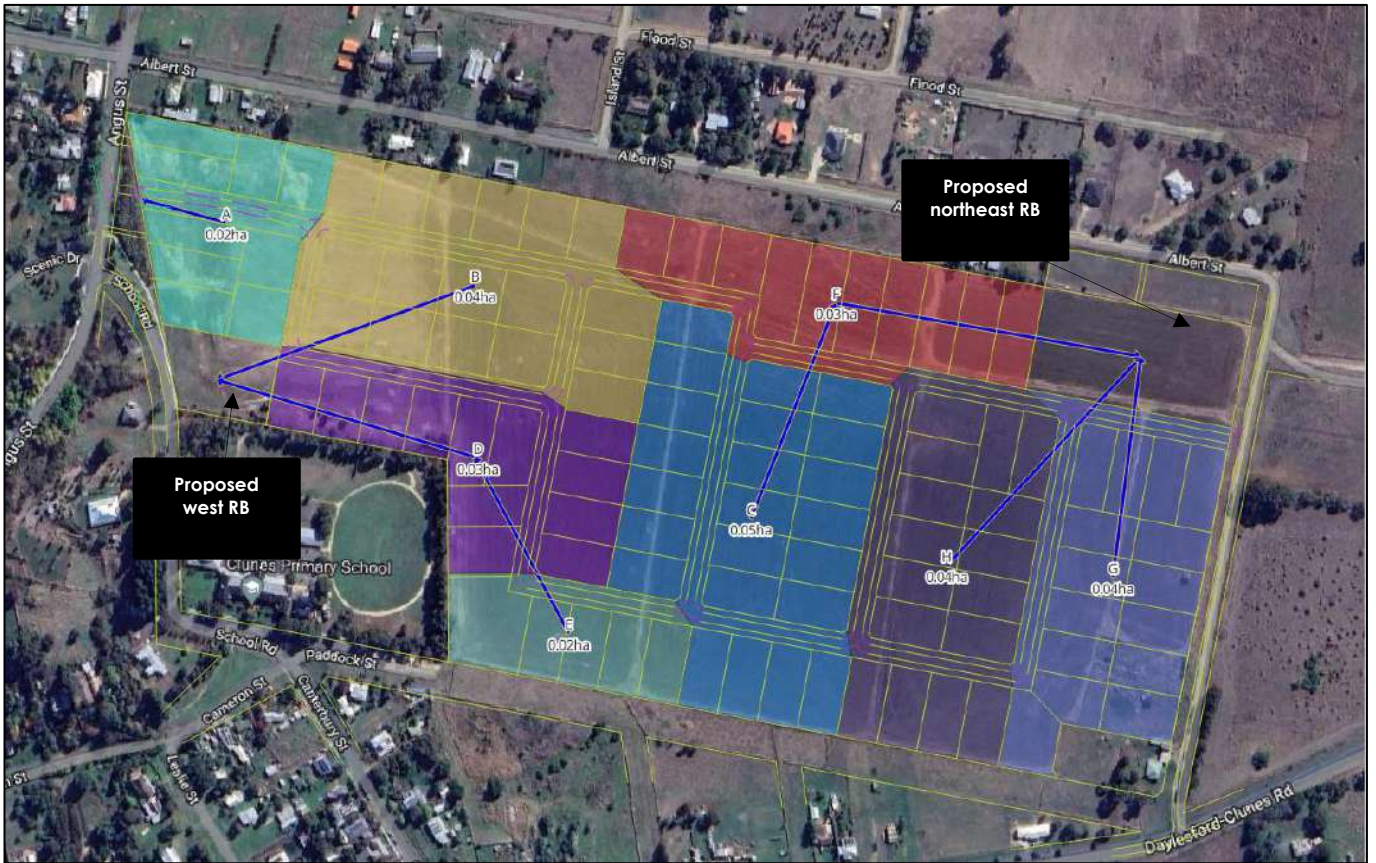 Flood St
Albert St
Angus St
Island St
Flood St
Albert St
Proposed
northeast RB
A
Albert St
A
0.02ha
Scenic Dr
School Rd
B
0.04ha
F
0.03ha
Angus St
D
0.03ha
C
0.05ha
Proposed
west RB
H
0.04ha
G
0.04ha
Clunes Primary School
E
0.02ha
School Rd
Paddock St
Cameron St
Canterbury St
Leslie St
Daylesford-Clunes Rd